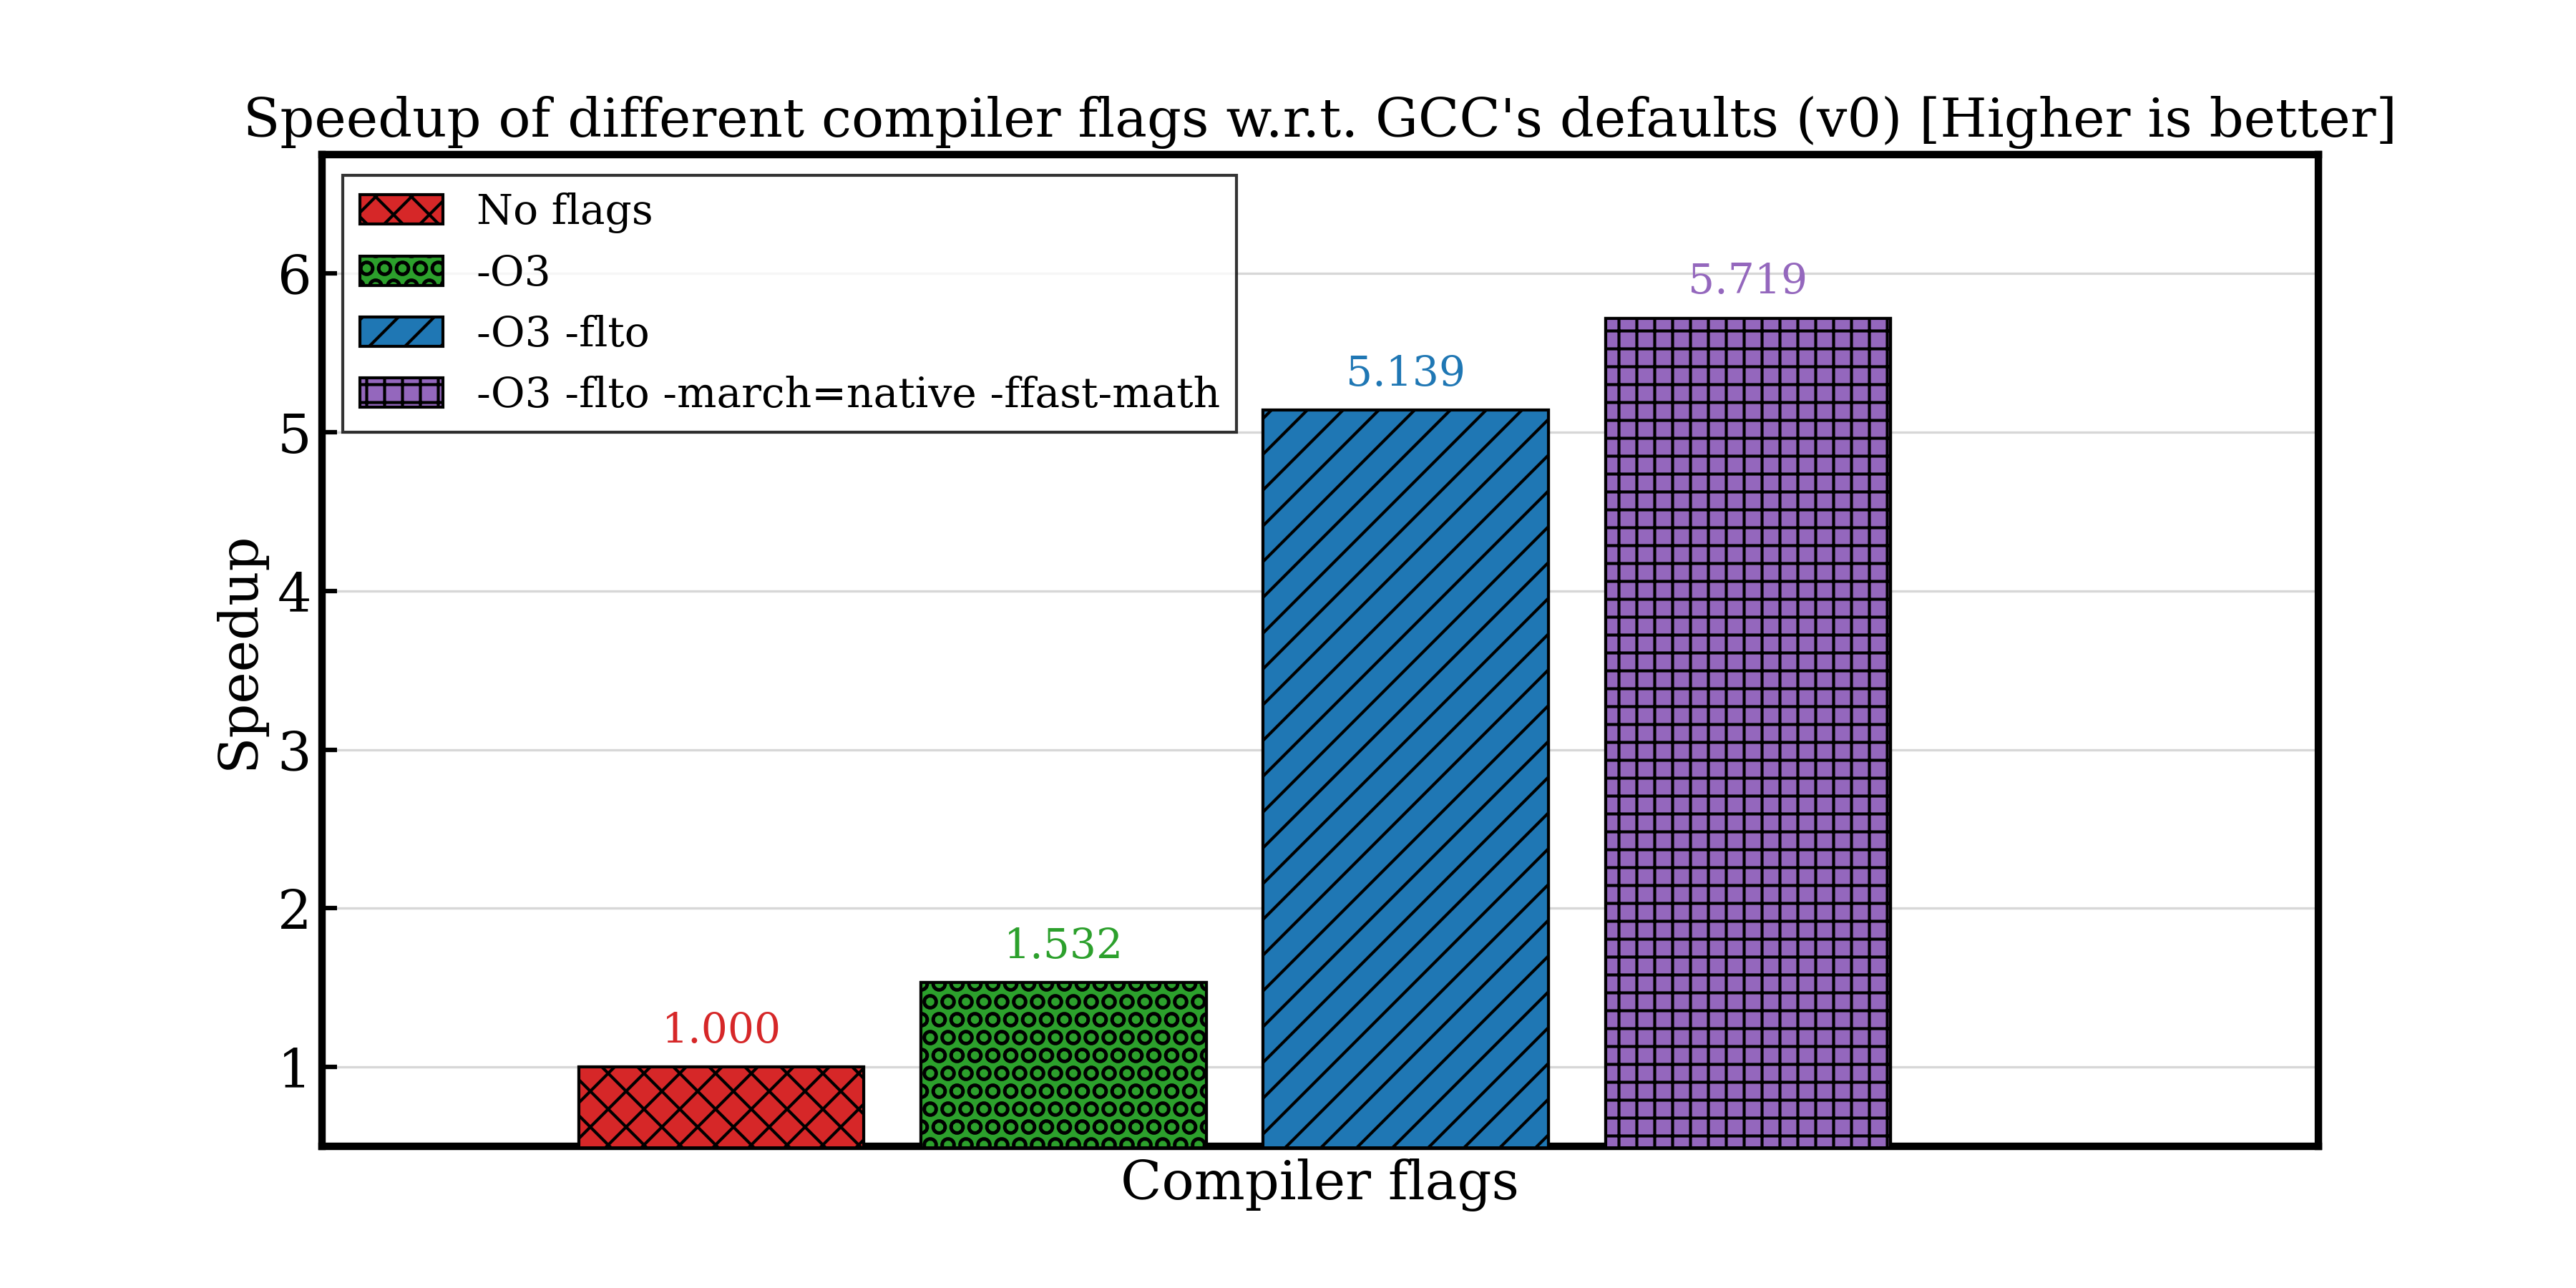 Speedup of different compiler flags w.r.t. GCC's defaults (v0) [Higher is better]
No flags
-O3
-O3 -flto
-O3 -flto -march=native -ffast-math
6
5
4
3
2
1
Speedup
1.000
1.532
5.139
5.719
Compiler flags